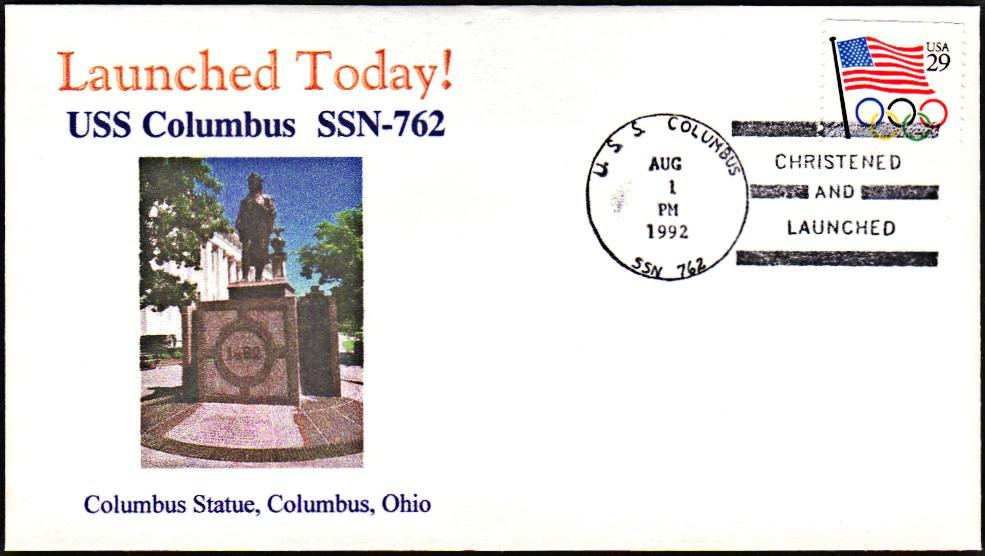 Launched Today!
USS Columbus SSN-762
Columbus Statue, Columbus, Ohio
USA
29
U.S.S. COLUMBUS
AUG
1
PM
1992
SSN 762
CHRISTENED
AND
LAUNCHED
1492